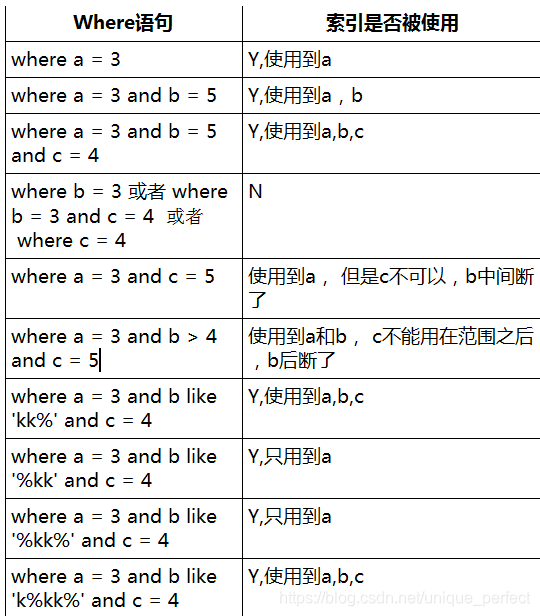 Where语句 索引是否被使用
where a = 3 Y,使用到a
where a = 3 and b = 5 Y,使用到a，b
where a = 3 and b = 5 Y,使用到a,b,c
and c = 4
where b = 3 或者 where N
b = 3 and c = 4 或者
where c = 4
where a = 3 and c = 5 使用到a， 但是c不可以，b中间断
了
where a = 3 and b > 4 使用到a和b， c不能用在范围之后
and c = 5 ，b后断了
where a = 3 and b like Y,使用到a,b,c
'kk%' and c = 4
where a = 3 and b like Y,只用到a
'%kk' and c = 4
where a = 3 and b like Y,只用到a
'%kk%' and c = 4
where a = 3 and b like Y,使用到a,b,c
'k%kk%' and c = 4
https://blog.csdn.net/unique_perfect